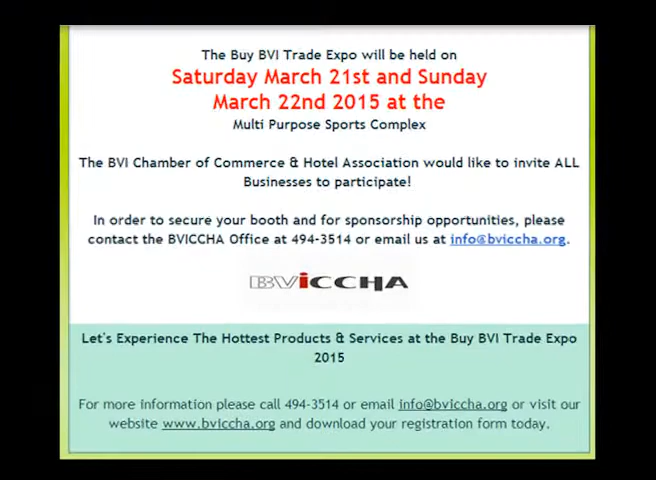 The Buy BVI Trade Expo will be held on
Saturday March 21st and Sunday
March 22nd 2015 at the
Multi Purpose Sports Complex
The BVI Chamber of Commerce & Hotel Association would like to invite ALL
Businesses to participate!
In order to secure your booth and for sponsorship opportunities, please
contact the BVICCHA Office at 494-3514 or email us at info@bviccha.org.
BViCCHA
Let's Experience The Hottest Products & Services at the Buy BVI Trade Expo
2015
For more information please call 494-3514 or email info@bviccha.org or visit our
website www.bviccha.org and download your registration form today.